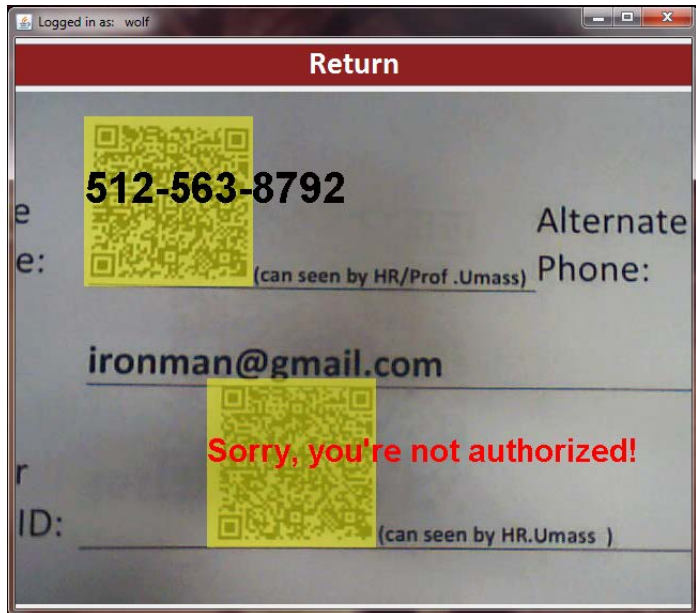 Logged in as: wolf
Return
512-563-8792
e
e:
(can seen by HR/Prof .Umass)
Alternate
Phone:
ironman@gmail.com
Sorry, you're not authorized!
r
ID:
(can seen by HR.Umass )